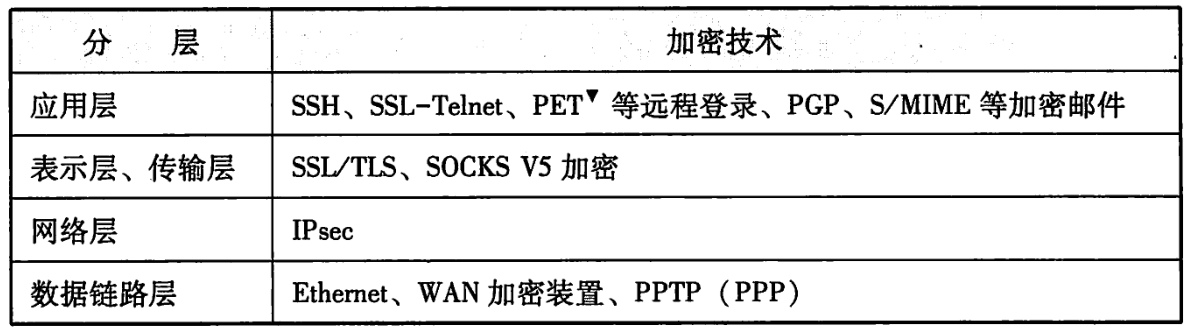 分 层 加密技术
应用层 SSH、SSL-Telnet、PET▼ 等远程登录、PGP、S/MIME 等加密邮件
表示层、传输层 SSL/TLS、SOCKS V5 加密
网络层 IPsec
数据链路层 Ethernet、WAN 加密装置、PPTP（PPP）